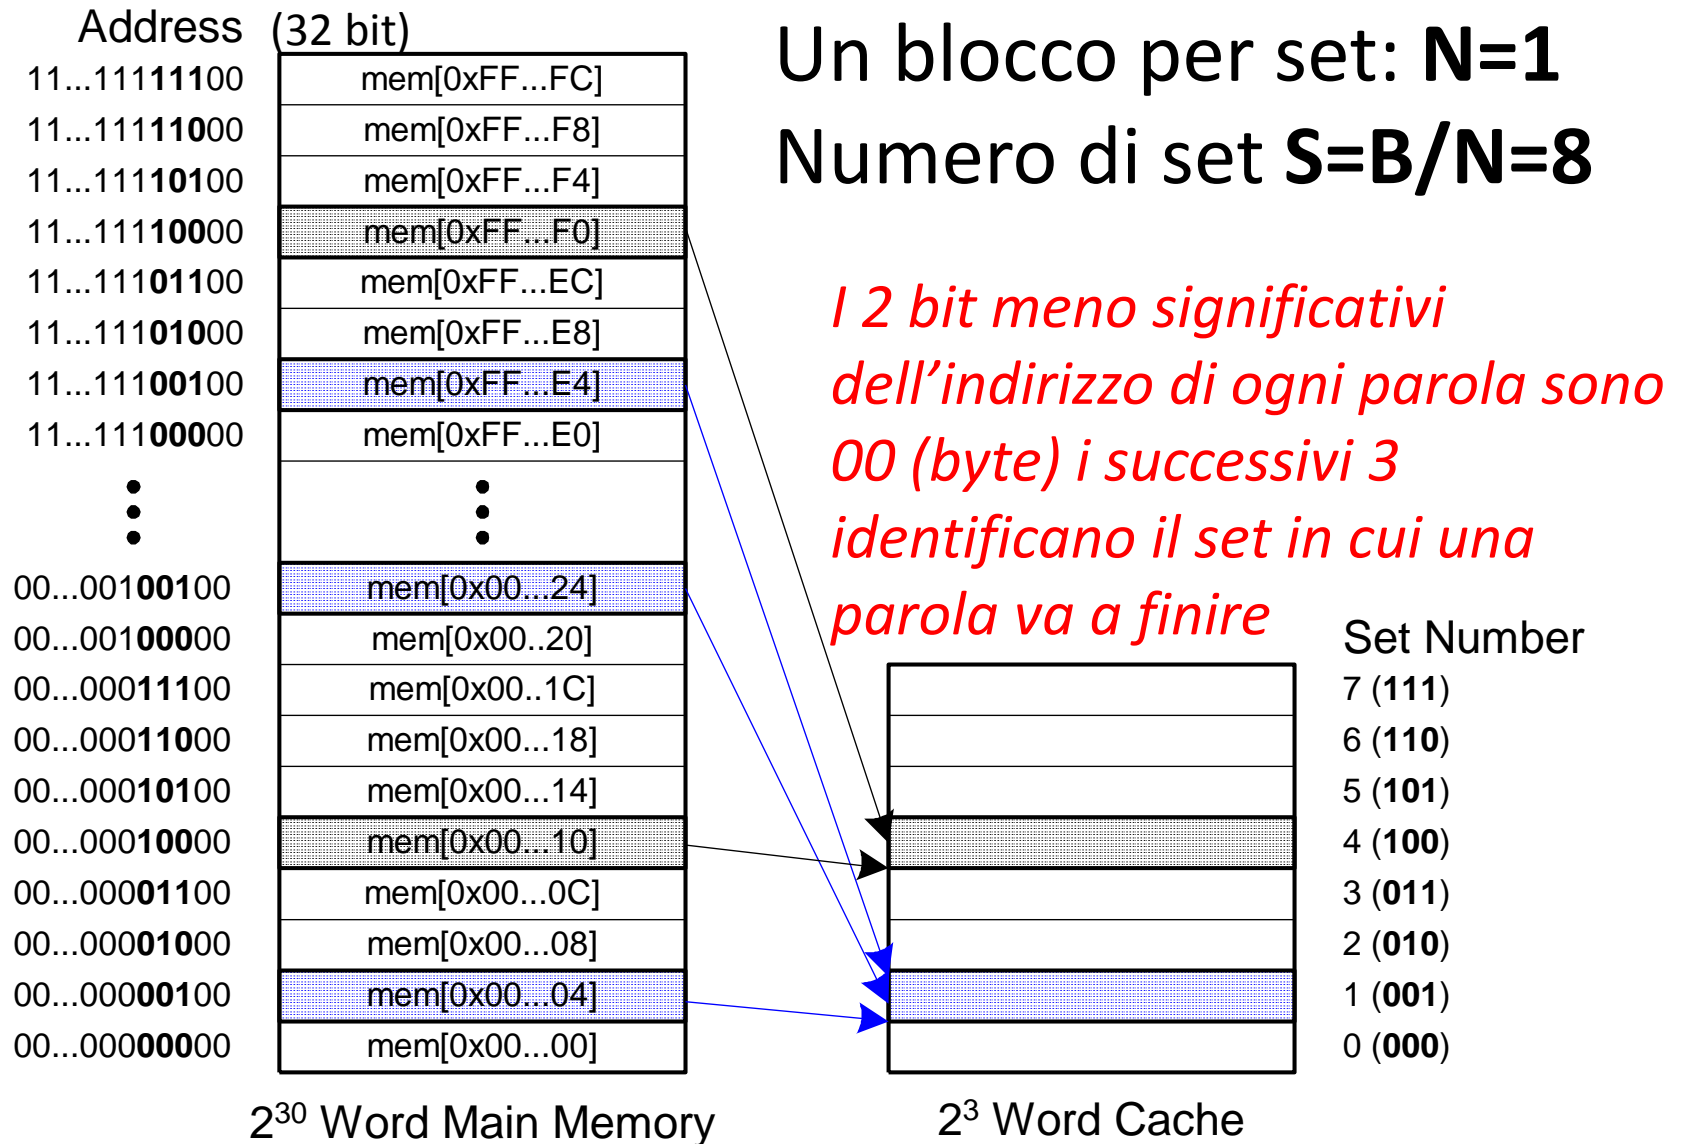 Address (32 bit)
Un blocco per set: N=1
Numero di set S=B/N=8
11...11111100 mem[0xFF...FC]
11...11111000 mem[0xFF...F8]
11...11110100 mem[0xFF...F4]
11...11110000 mem[0xFF...F0]
11...11101100 mem[0xFF...EC]
11...11101000 mem[0xFF...E8]
11...11100100 mem[0xFF...E4]
11...11100000 mem[0xFF...E0]
I 2 bit meno significativi
dell’indirizzo di ogni parola sono
00 (byte) i successivi 3
identificano il set in cui una
parola va a finire
00...00100100 mem[0x00...24]
00...00100000 mem[0x00..20]
00...00011100 mem[0x00..1C]
00...00011000 mem[0x00...18]
00...00010100 mem[0x00...14]
00...00010000 mem[0x00...10]
00...00001100 mem[0x00...0C]
00...00001000 mem[0x00...08]
00...00000100 mem[0x00...04]
00...00000000 mem[0x00...00]
2³⁰ Word Main Memory
Set Number
7 (111)
6 (110)
5 (101)
4 (100)
3 (011)
2 (010)
1 (001)
0 (000)
2³ Word Cache